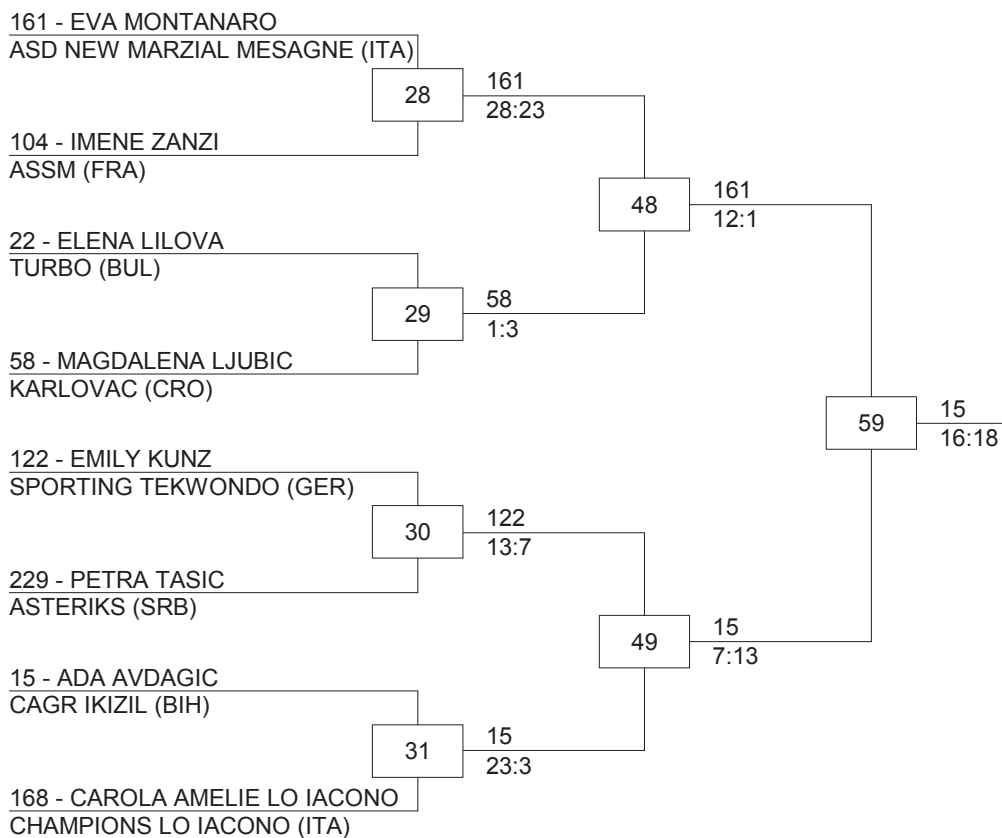 161 - EVA MONTANARO
ASD NEW MARZIAL MESAGNE (ITA)
28
161
28:23
104 - IMENE ZANZI
ASSM (FRA)
48
161
12:1
22 - ELENA LILOVA
TURBO (BUL)
29
58
1:3
58 - MAGDALENA LJUBIC
KARLOVAC (CRO)
59
15
16:18
122 - EMILY KUNZ
SPORTING TEKWONDO (GER)
30
122
13:7
229 - PETRA TASIC
ASTERIKS (SRB)
49
15
7:13
15 - ADA AVDAGIC
CAGR IKIZIL (BIH)
31
15
23:3
168 - CAROLA AMELIE LO IACONO
CHAMPIONS LO IACONO (ITA)